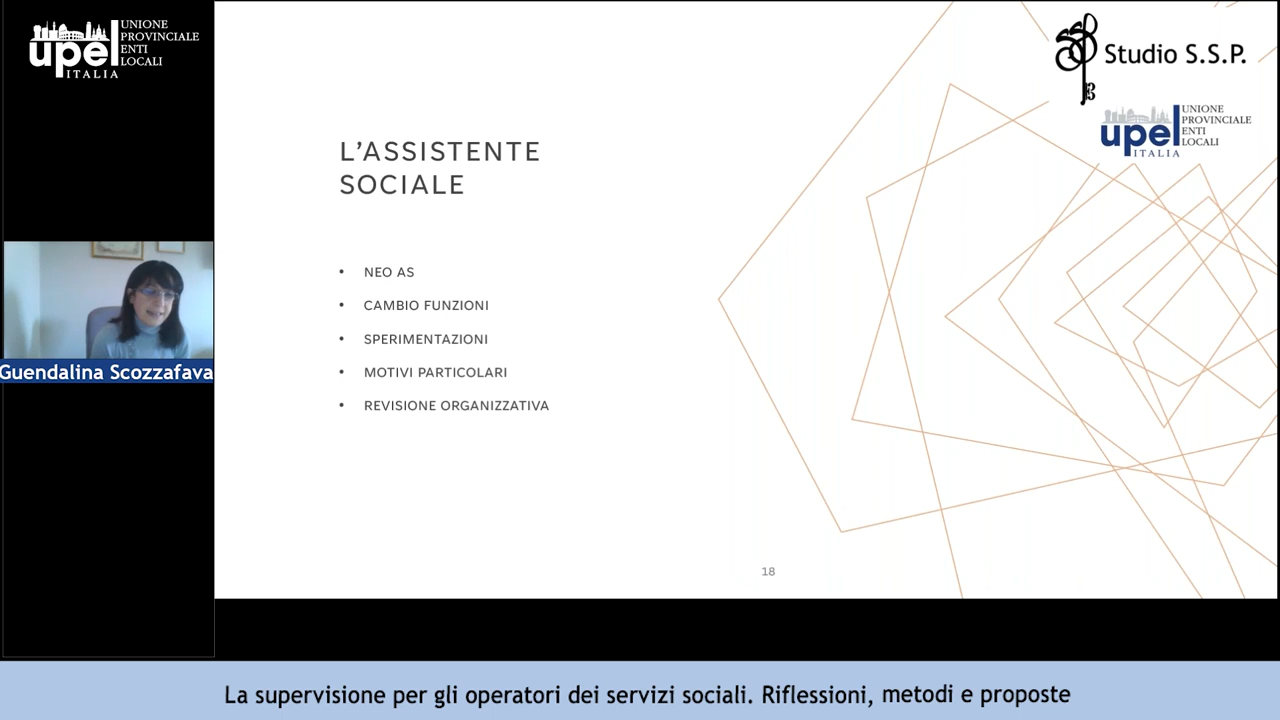 upel
ITALIA
UNIONE
PROVINCIALE
ENTI
LOCALI
Studio S.S.P.
upel
ITALIA
UNIONE
PROVINCIALE
ENTI
LOCALI
L'ASSISTENTE
SOCIALE
• NEO AS
• CAMBIO FUNZIONI
• SPERIMENTAZIONI
• MOTIVI PARTICOLARI
• REVISIONE ORGANIZZATIVA
Guendalina Scozzafava
18
La supervisione per gli operatori dei servizi sociali. Riflessioni, metodi e proposte